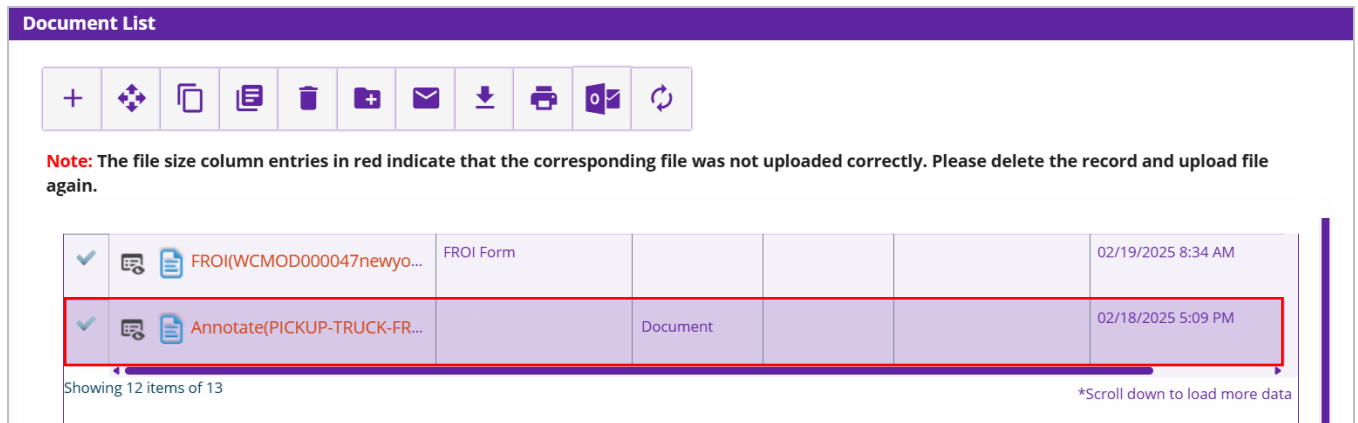 Document List
Note: The file size column entries in red indicate that the corresponding file was not uploaded correctly. Please delete the record and upload file
again.
FROI(WCMOD000047newyo... FROI Form 02/19/2025 8:34 AM
Annotate(PICKUP-TRUCK-FR... Document 02/18/2025 5:09 PM
Showing 12 items of 13 *Scroll down to load more data